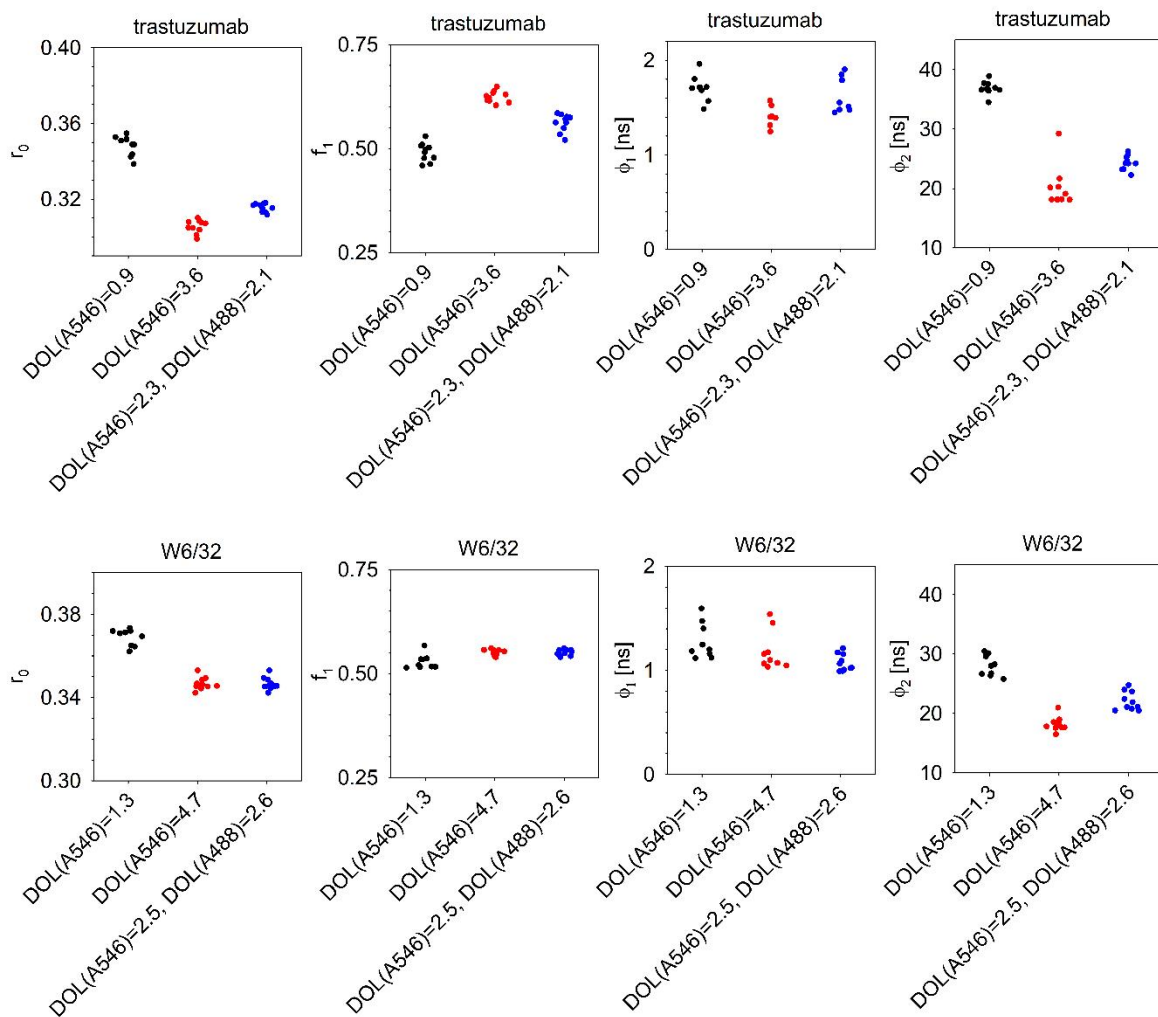 trastuzumab
r0
0.40
0.36
0.32
DOL(A546)=0.9
DOL(A546)=3.6
DOL(A546)=2.3, DOL(A488)=2.1
trastuzumab
f1
0.75
0.50
0.25
DOL(A546)=0.9
DOL(A546)=3.6
DOL(A546)=2.3, DOL(A488)=2.1
trastuzumab
ϕ1 [ns]
2
1
0
DOL(A546)=0.9
DOL(A546)=3.6
DOL(A546)=2.3, DOL(A488)=2.1
trastuzumab
ϕ2 [ns]
40
30
20
10
DOL(A546)=0.9
DOL(A546)=3.6
DOL(A546)=2.3, DOL(A488)=2.1
W6/32
r0
0.38
0.34
0.30
DOL(A546)=1.3
DOL(A546)=4.7
DOL(A546)=2.5, DOL(A488)=2.6
W6/32
f1
0.75
0.50
0.25
DOL(A546)=1.3
DOL(A546)=4.7
DOL(A546)=2.5, DOL(A488)=2.6
W6/32
ϕ1 [ns]
2
1
0
DOL(A546)=1.3
DOL(A546)=4.7
DOL(A546)=2.5, DOL(A488)=2.6
W6/32
ϕ2 [ns]
40
30
20
10
DOL(A546)=1.3
DOL(A546)=4.7
DOL(A546)=2.5, DOL(A488)=2.6